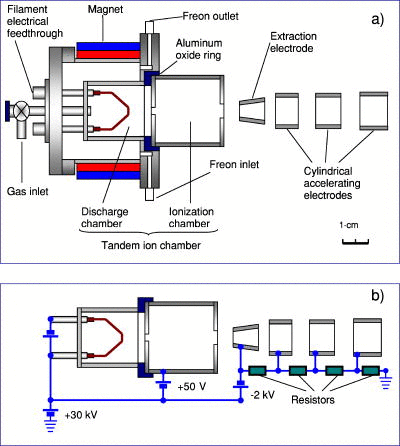 Filament
electrical
feedthrough
Magnet
Freon outlet
a)
Aluminum
oxide ring
Extraction
electrode
Gas inlet
Freon inlet
Cylindrical
accelerating
electrodes
Discharge
chamber
Ionization
chamber
Tandem ion chamber
1-cm
b)
+50 V
-2 kV
Resistors
+30 kV